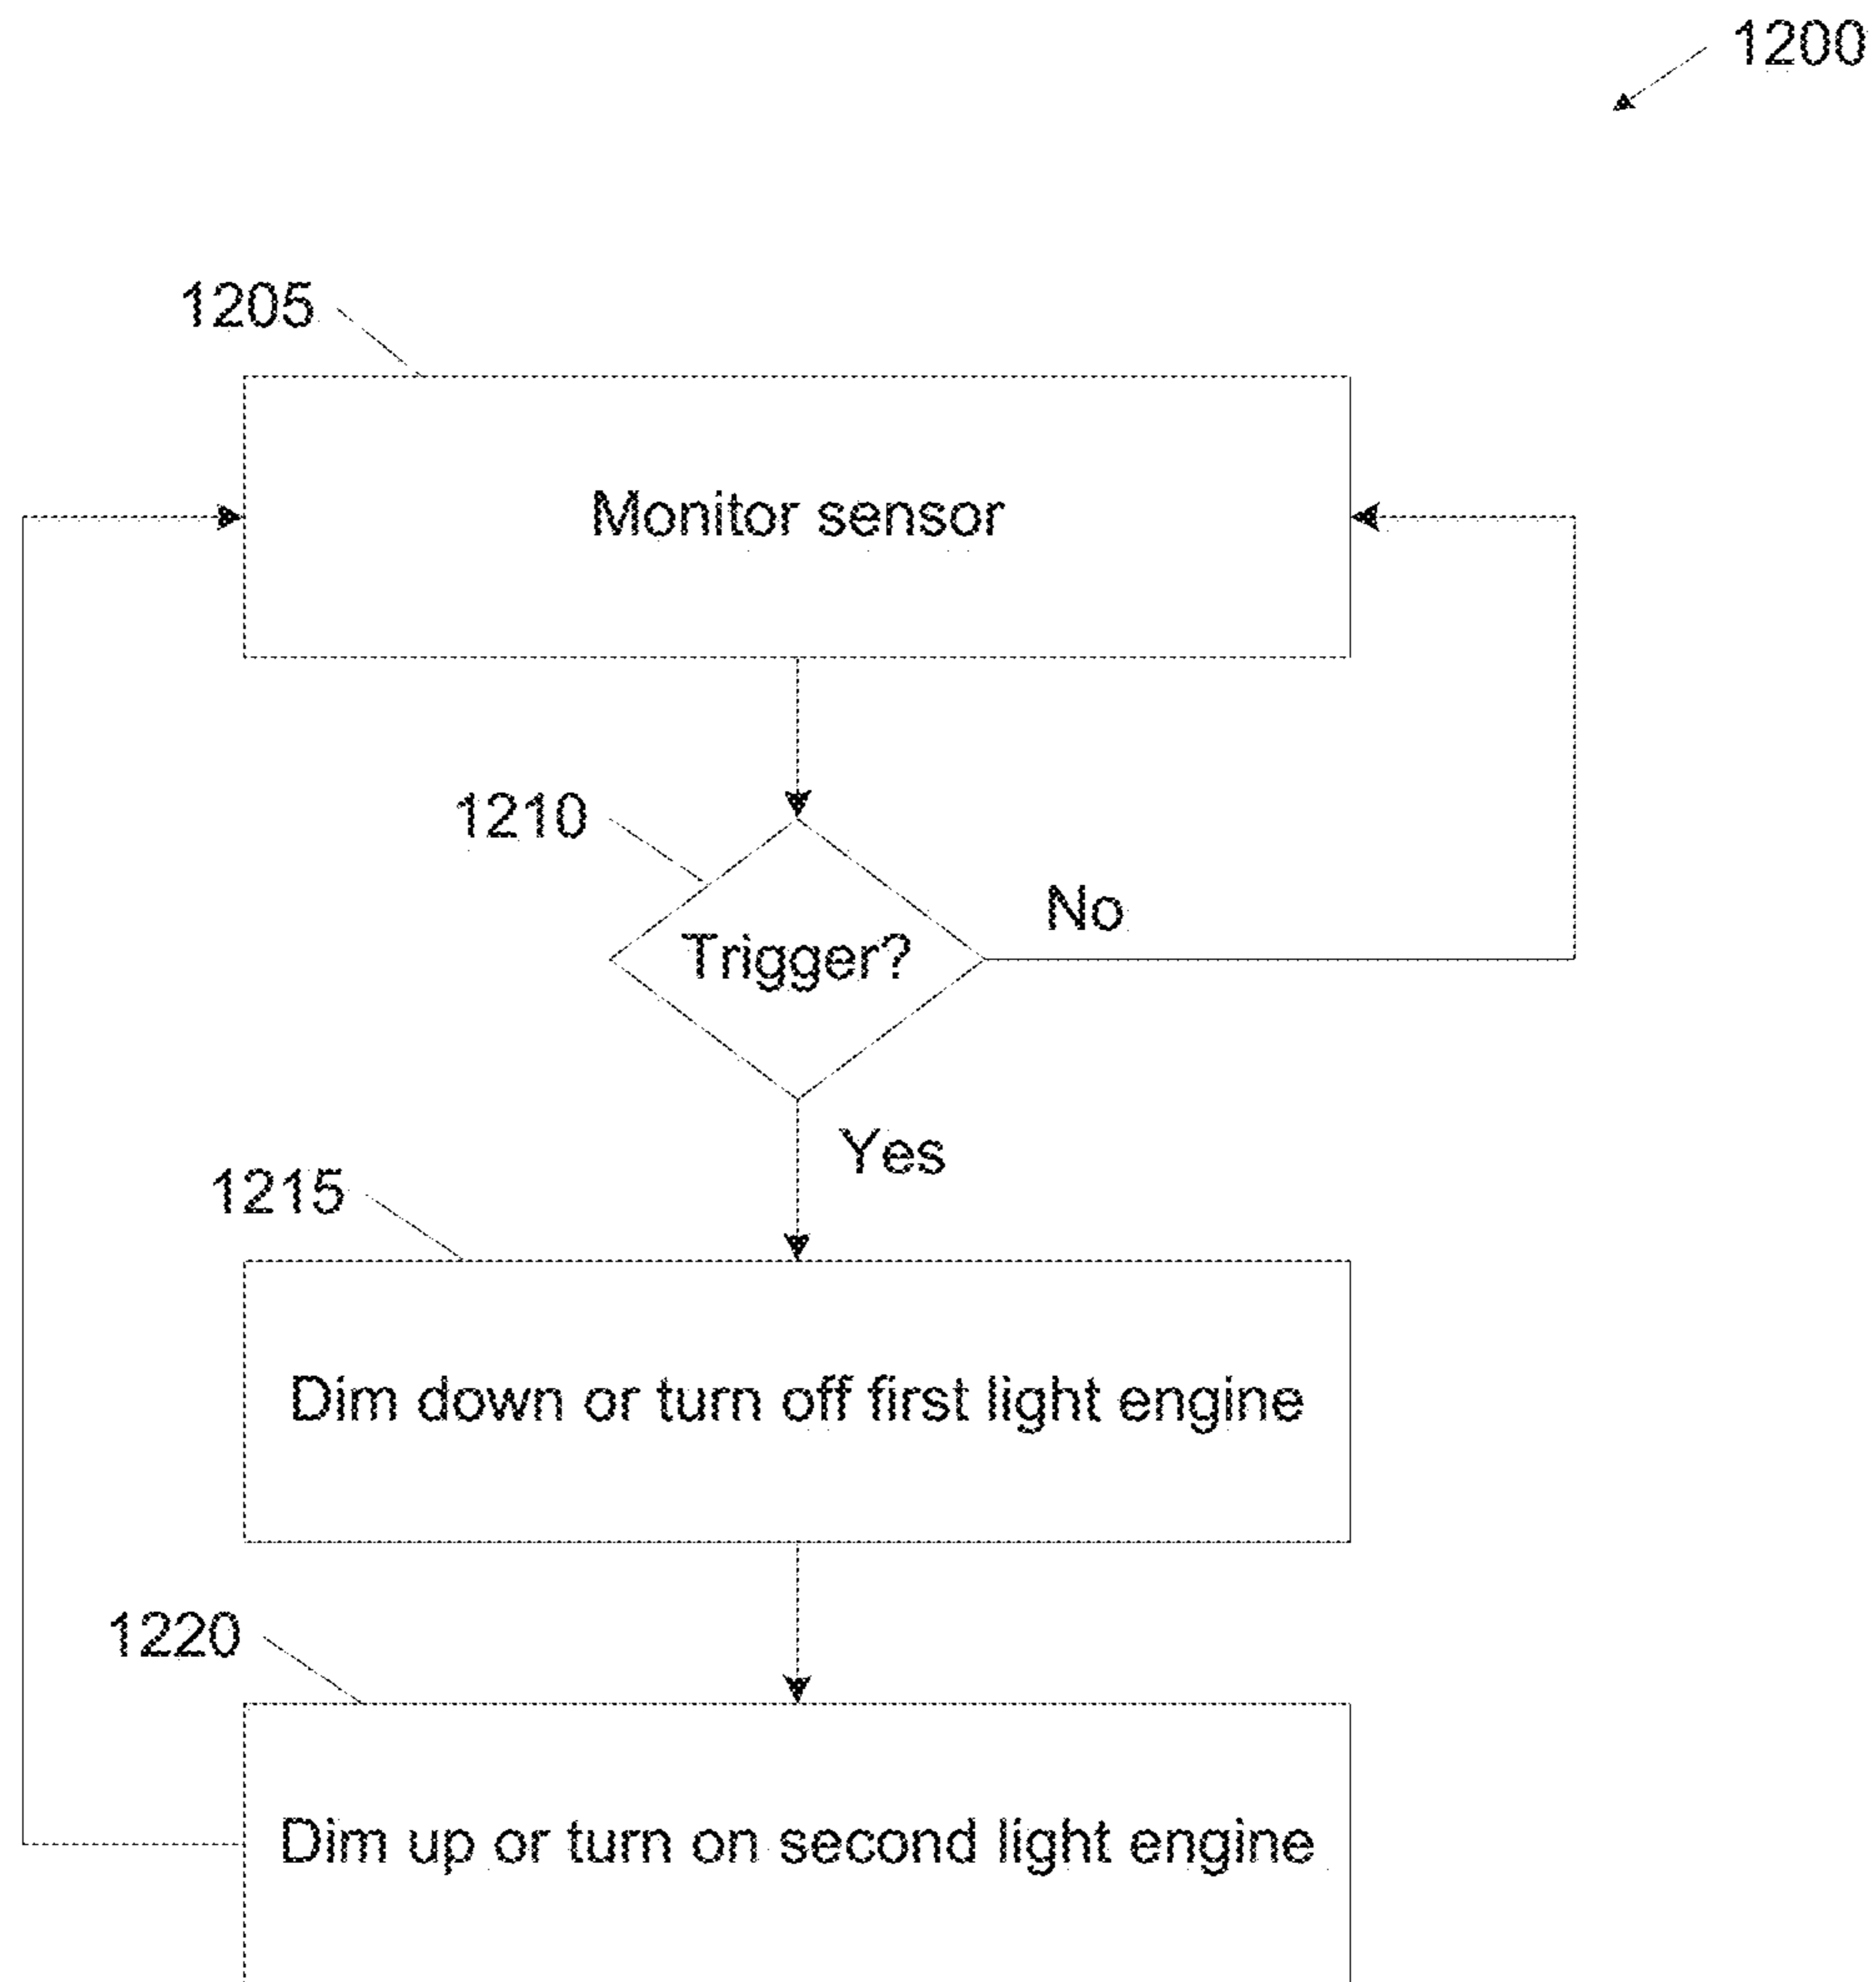 1200
1205
Monitor sensor
1210
No
Trigger?
Yes
1215
Dim down or turn off first light engine
1220
Dim up or turn on second light engine